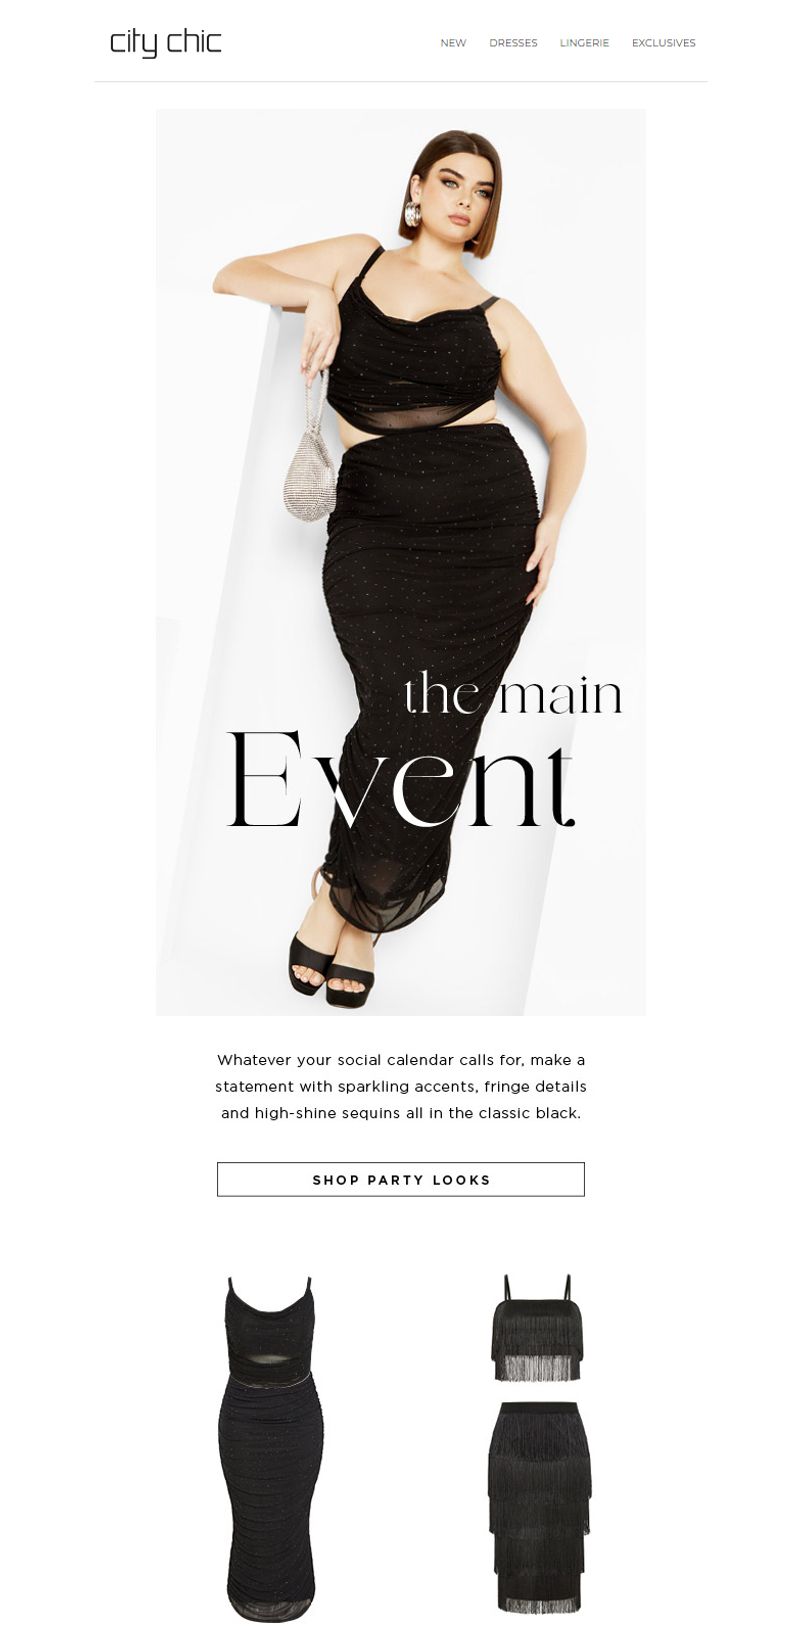 city chic
NEW DRESSES LINGERIE EXCLUSIVES
the main
Event
Whatever your social calendar calls for, make a
statement with sparkling accents, fringe details
and high-shine sequins all in the classic black.
SHOP PARTY LOOKS